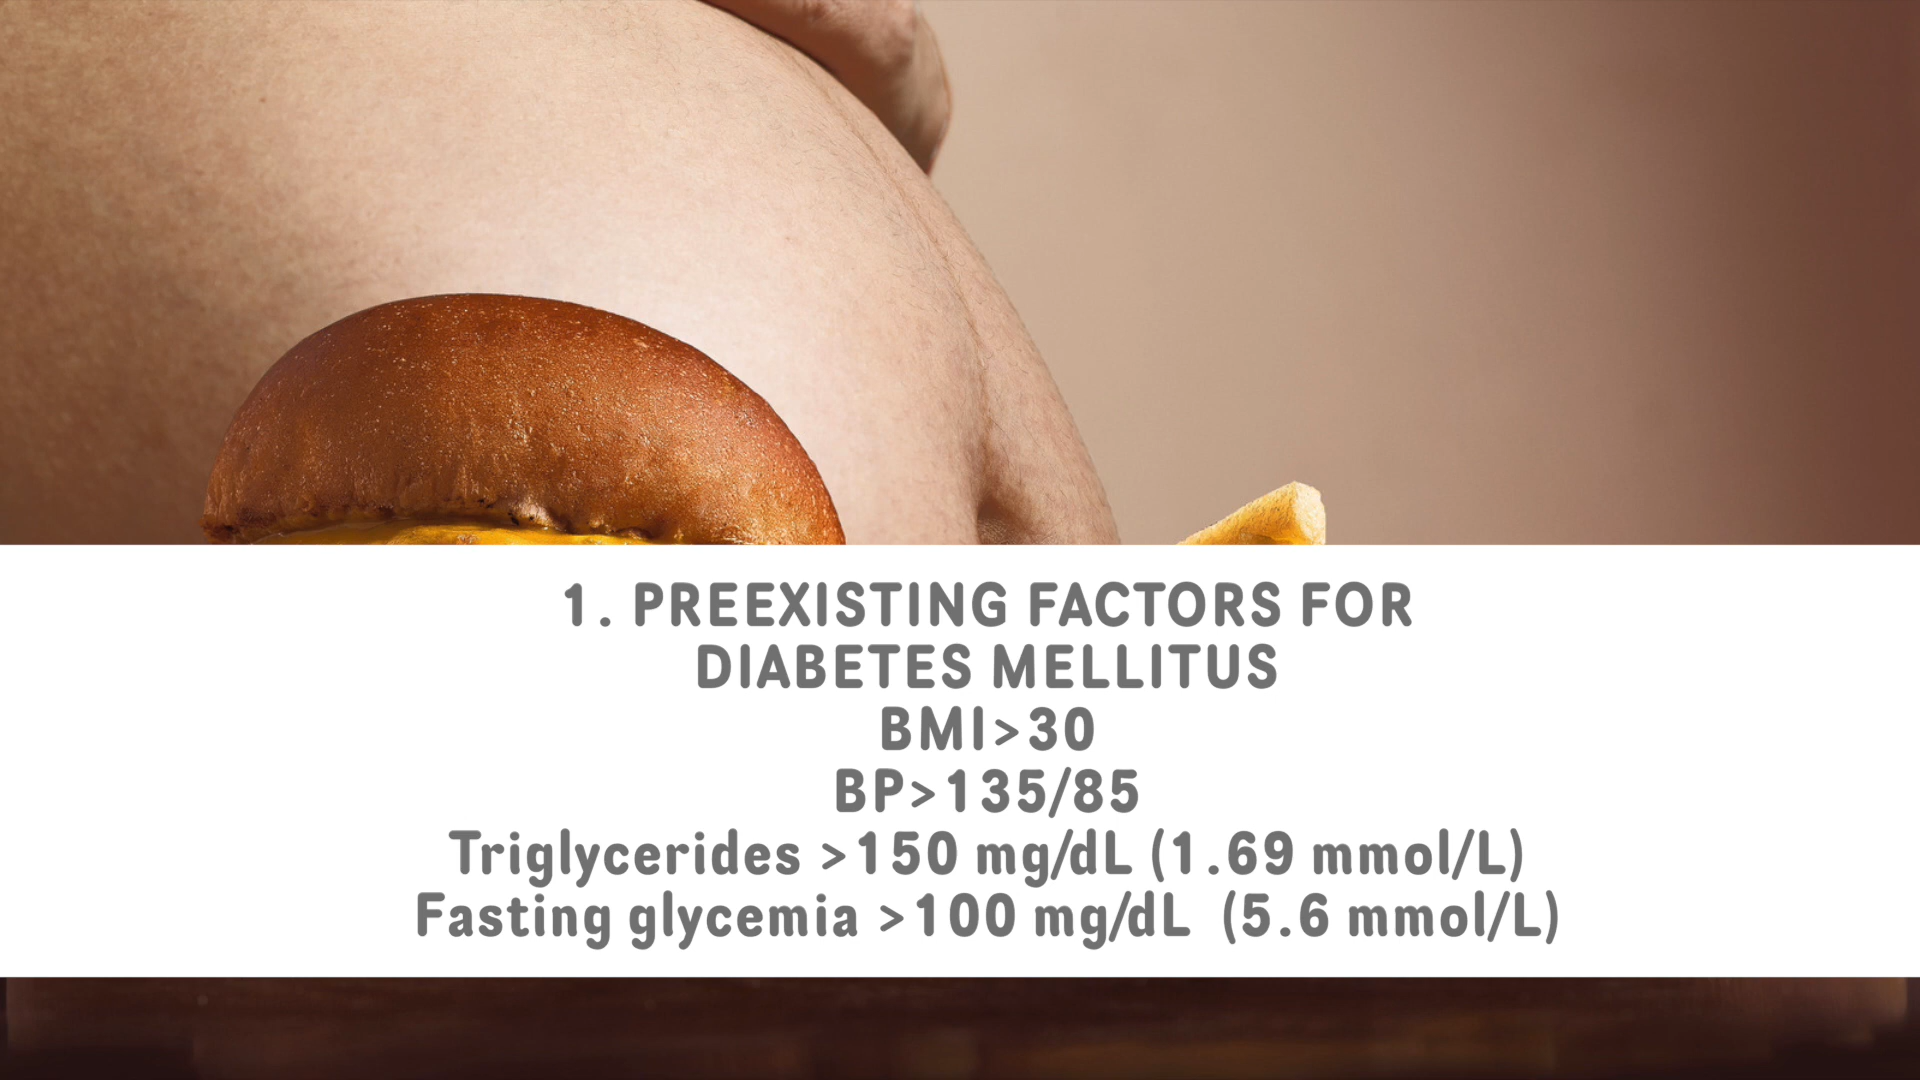 1. PREEXISTING FACTORS FOR
DIABETES MELLITUS
BMI>30
BP>135/85
Triglycerides >150 mg/dL (1.69 mmol/L)
Fasting glycemia >100 mg/dL (5.6 mmol/L)